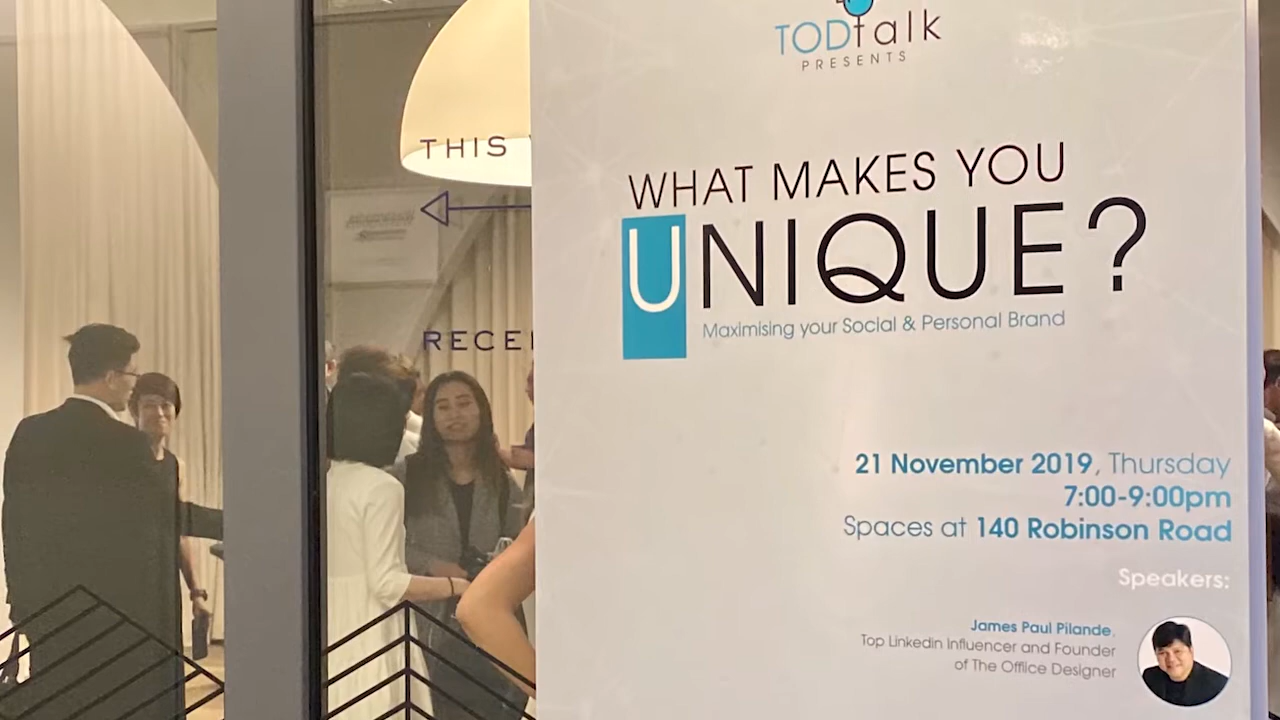 TODtalk
PRESENTS
THIS
RECE
WHAT MAKES YOU
UNIQUE?
Maximising your Social & Personal Brand
21 November 2019, Thursday
7:00-9:00pm
Spaces at 140 Robinson Road
Speakers:
James Paul Pilande,
Top Linkedin Influencer and Founder
of The Office Designer